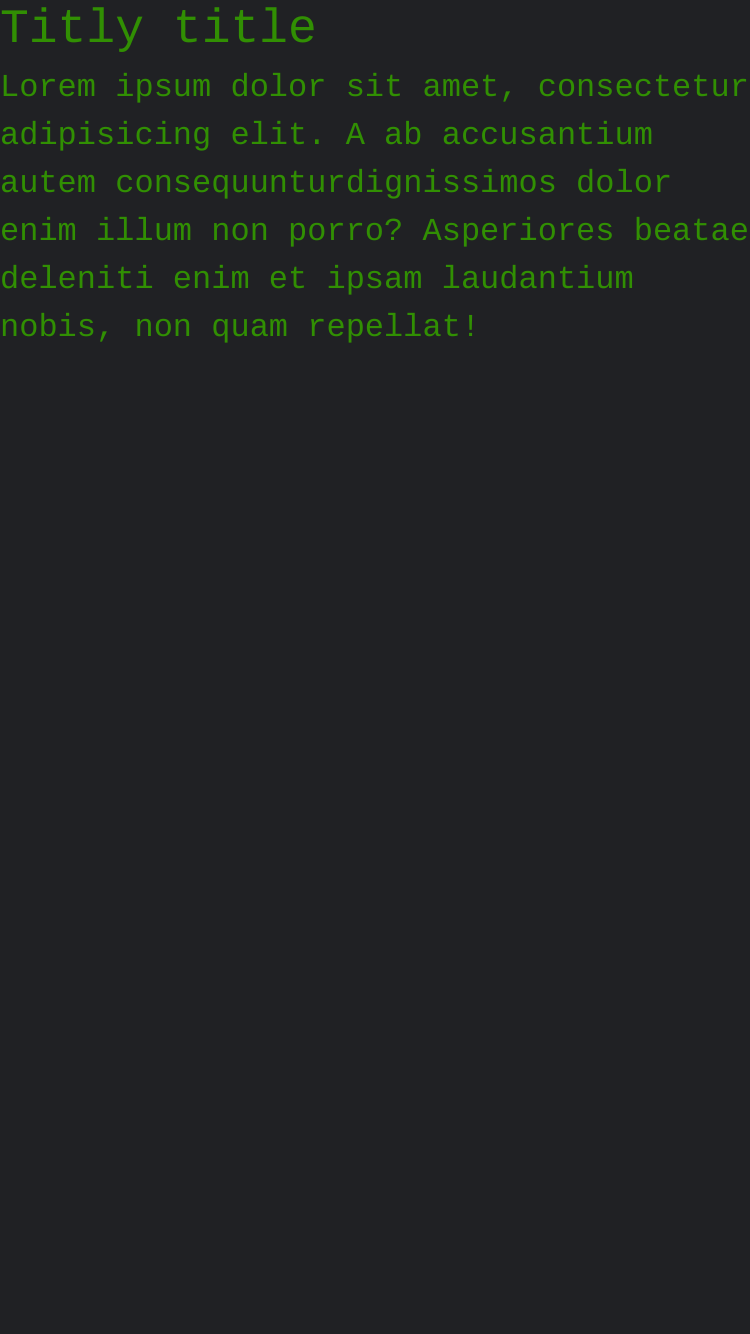 Titly title
Lorem ipsum dolor sit amet, consectetur
adipisicing elit. A ab accusantium
autem consequunturdignissimos dolor
enim illum non porro? Asperiores beatae
deleniti enim et ipsam laudantium
nobis, non quam repellat!